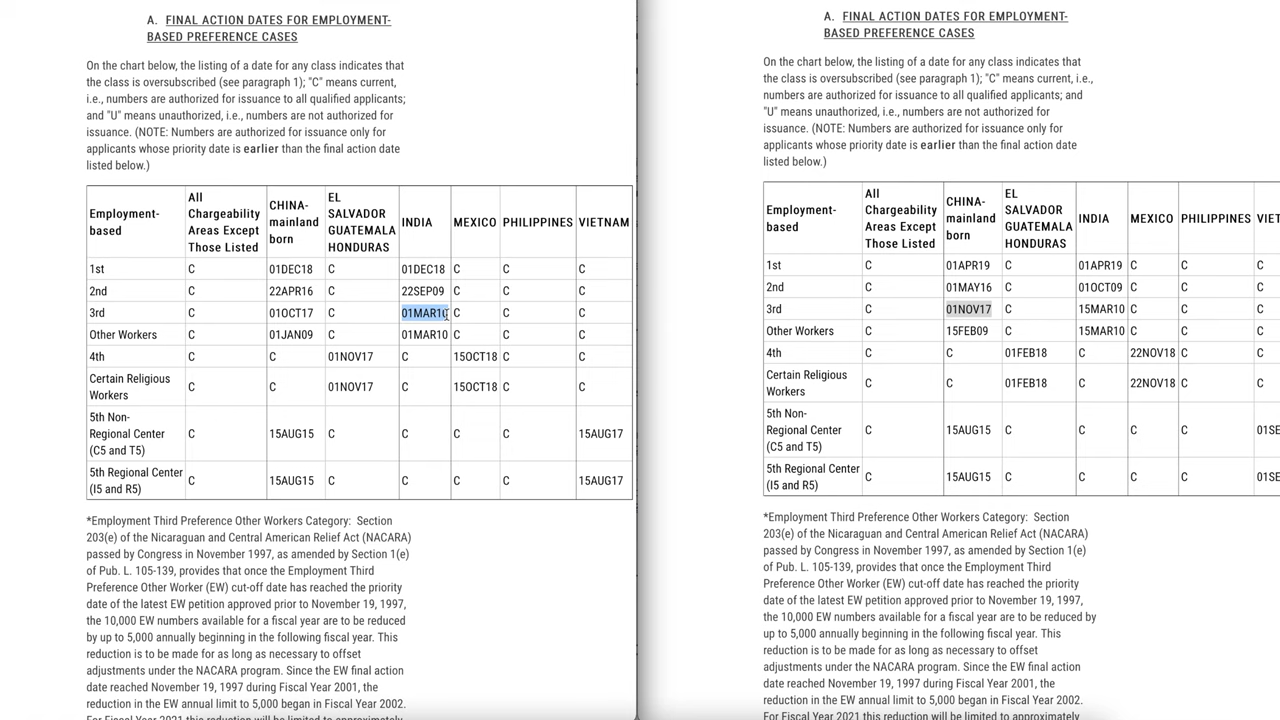 A. FINAL ACTION DATES FOR EMPLOYMENT-
BASED PREFERENCE CASES
On the chart below, the listing of a date for any class indicates that
the class is oversubscribed (see paragraph 1); "C" means current,
i.e., numbers are authorized for issuance to all qualified applicants;
and "U" means unauthorized, i.e., numbers are not authorized for
issuance. (NOTE: Numbers are authorized for issuance only for
applicants whose priority date is earlier than the final action date
listed below.)
Employment-based All Chargeability Areas Except Those Listed CHINA-mainland born EL SALVADOR GUATEMALA HONDURAS INDIA MEXICO PHILIPPINES VIETNAM
1st C 01DEC18 C 01DEC18 C C C
2nd C 22APR16 C 22SEP09 C C C
3rd C 01OCT17 C 01MAR10 C C C
Other Workers C 01JAN09 C 01MAR10 C C C
4th C C 01NOV17 C 15OCT18 C C
Certain Religious Workers C C 01NOV17 C 15OCT18 C C
5th Non-Regional Center (C5 and T5) C 15AUG15 C C C C 15AUG17
5th Regional Center (I5 and R5) C 15AUG15 C C C C 15AUG17
*Employment Third Preference Other Workers Category: Section
203(e) of the Nicaraguan and Central American Relief Act (NACARA)
passed by Congress in November 1997, as amended by Section 1(e)
of Pub. L. 105-139, provides that once the Employment Third
Preference Other Worker (EW) cut-off date has reached the priority
date of the latest EW petition approved prior to November 19, 1997,
the 10,000 EW numbers available for a fiscal year are to be reduced
by up to 5,000 annually beginning in the following fiscal year. This
reduction is to be made for as long as necessary to offset
adjustments under the NACARA program. Since the EW final action
date reached November 19, 1997 during Fiscal Year 2001, the
reduction in the EW annual limit to 5,000 began in Fiscal Year 2002.
For Fiscal Year 2021 this reduction will be limited to approximately
A. FINAL ACTION DATES FOR EMPLOYMENT-
BASED PREFERENCE CASES
On the chart below, the listing of a date for any class indicates that
the class is oversubscribed (see paragraph 1); "C" means current, i.e.,
numbers are authorized for issuance to all qualified applicants; and
"U" means unauthorized, i.e., numbers are not authorized for
issuance. (NOTE: Numbers are authorized for issuance only for
applicants whose priority date is earlier than the final action date
listed below.)
Employment-based All Chargeability Areas Except Those Listed CHINA-mainland born EL SALVADOR GUATEMALA HONDURAS INDIA MEXICO PHILIPPINES VIET
1st C 01APR19 C 01APR19 C C C
2nd C 01MAY16 C 01OCT09 C C C
3rd C 01NOV17 C 15MAR10 C C C
Other Workers C 15FEB09 C 15MAR10 C C C
4th C C 01FEB18 C 22NOV18 C C
Certain Religious Workers C C 01FEB18 C 22NOV18 C C
5th Non-Regional Center (C5 and T5) C 15AUG15 C C C C 01SE
5th Regional Center (I5 and R5) C 15AUG15 C C C C 01SE
*Employment Third Preference Other Workers Category: Section
203(e) of the Nicaraguan and Central American Relief Act (NACARA)
passed by Congress in November 1997, as amended by Section 1(e)
of Pub. L. 105-139, provides that once the Employment Third
Preference Other Worker (EW) cut-off date has reached the priority
date of the latest EW petition approved prior to November 19, 1997,
the 10,000 EW numbers available for a fiscal year are to be reduced by
up to 5,000 annually beginning in the following fiscal year. This
reduction is to be made for as long as necessary to offset
adjustments under the NACARA program. Since the EW final action
date reached November 19, 1997 during Fiscal Year 2001, the
reduction in the EW annual limit to 5,000 began in Fiscal Year 2002.
For Fiscal Year 2021 this reduction will be limited to approximately